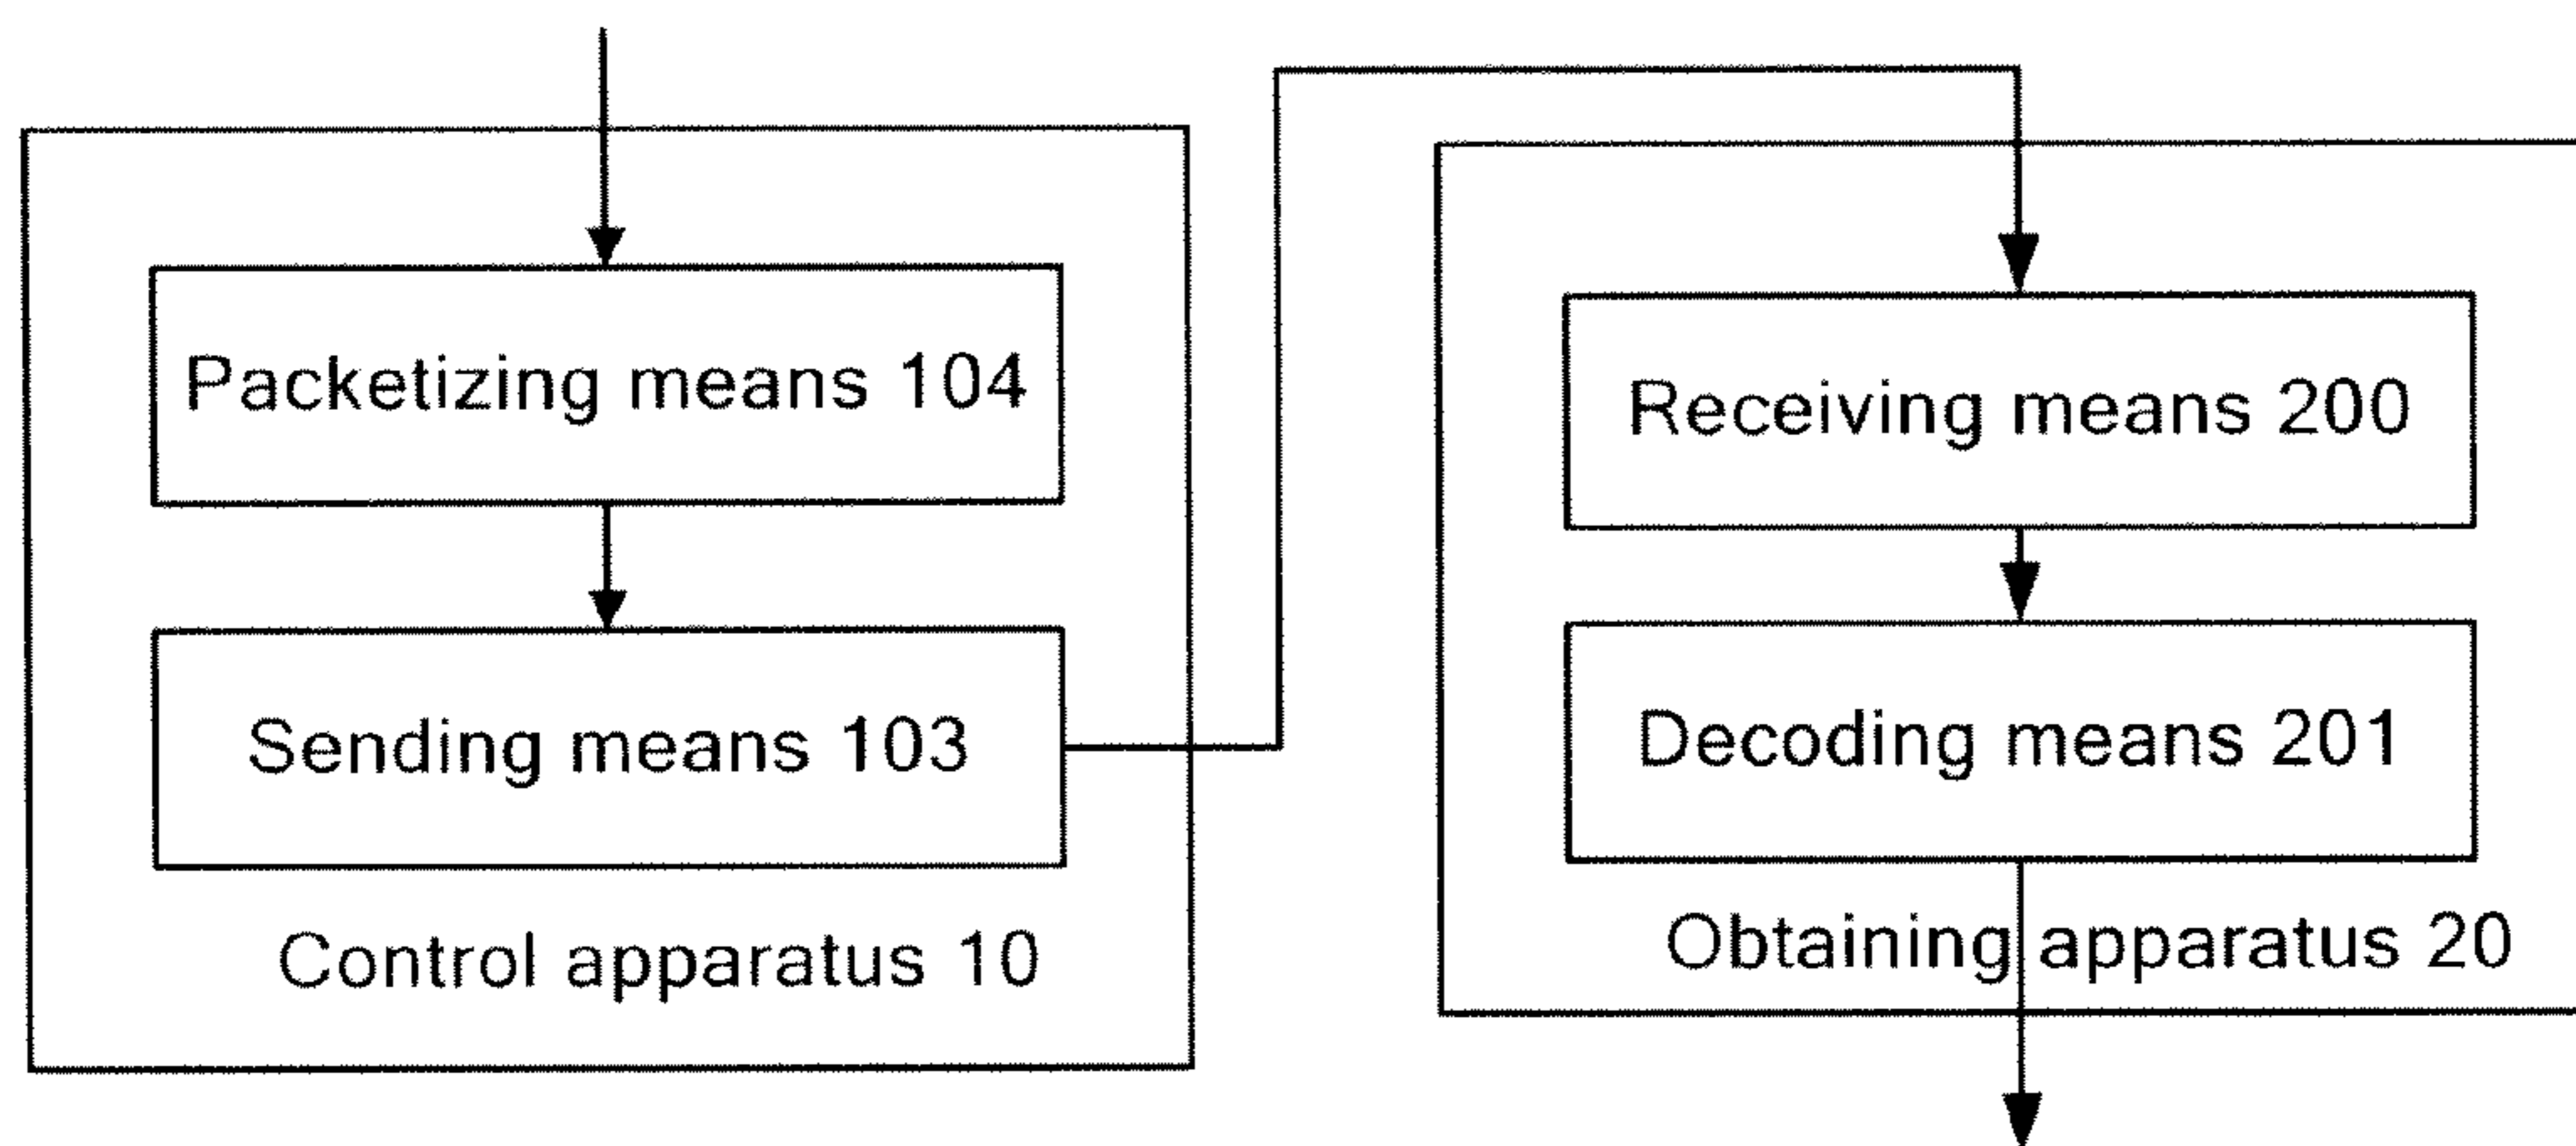 Packetizing means 104
Sending means 103
Control apparatus 10
Receiving means 200
Decoding means 201
Obtaining apparatus 20